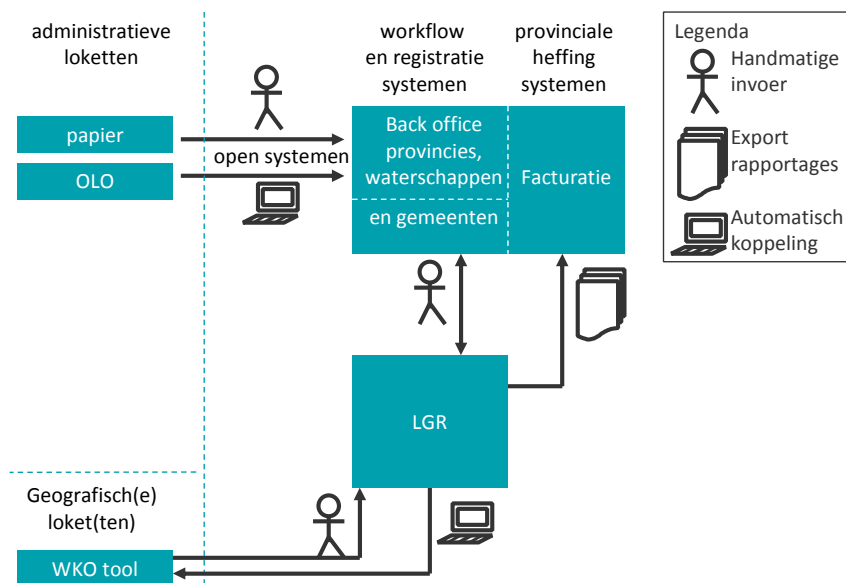 administratieve
loketten
workflow
en registratie
systemen
provinciale
heffing
systemen
Legenda
Handmatige
invoer
Export
rapportages
Automatisch
koppeling
papier
OLO
open systemen
Back office
provincies,
waterschappen
en gemeenten
Facturatie
LGR
Geografisch(e)
loket(ten)
WKO tool